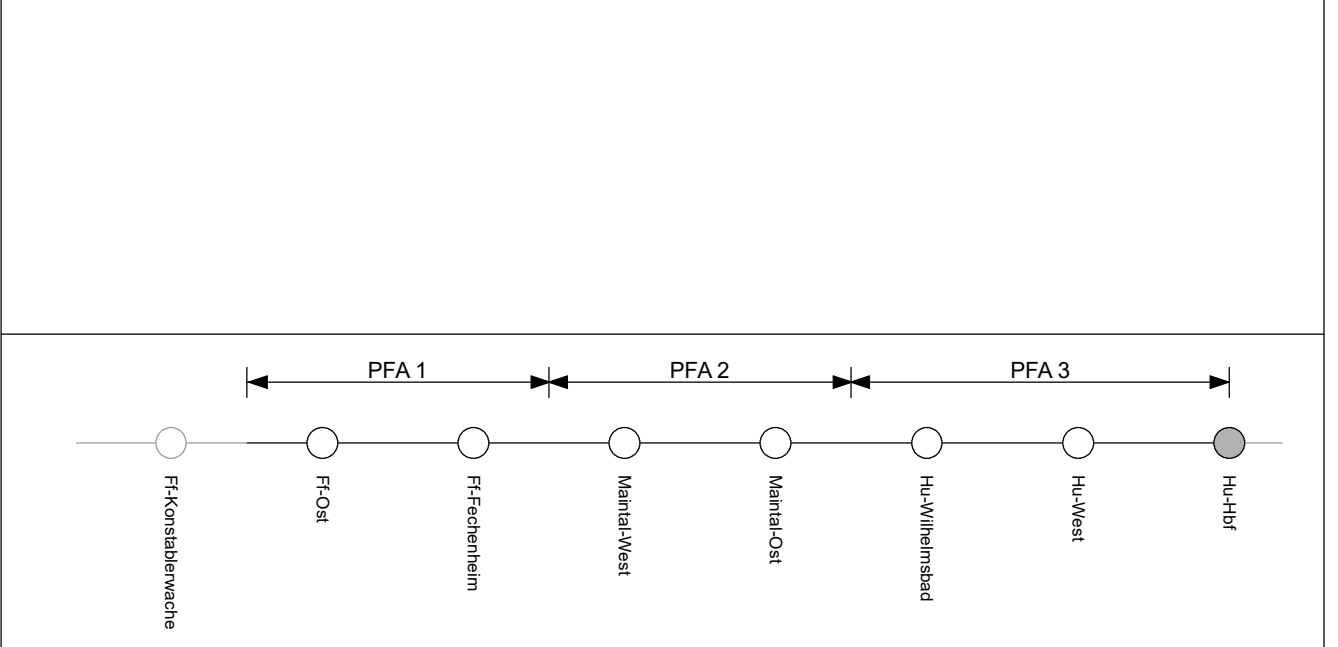 PFA 1
PFA 2
PFA 3
Ff-Konstablerwache
Ff-Ost
Ff-Fechenheim
Maintal-West
Maintal-Ost
Hu-Wilhelmsbad
Hu-West
Hu-Hbf